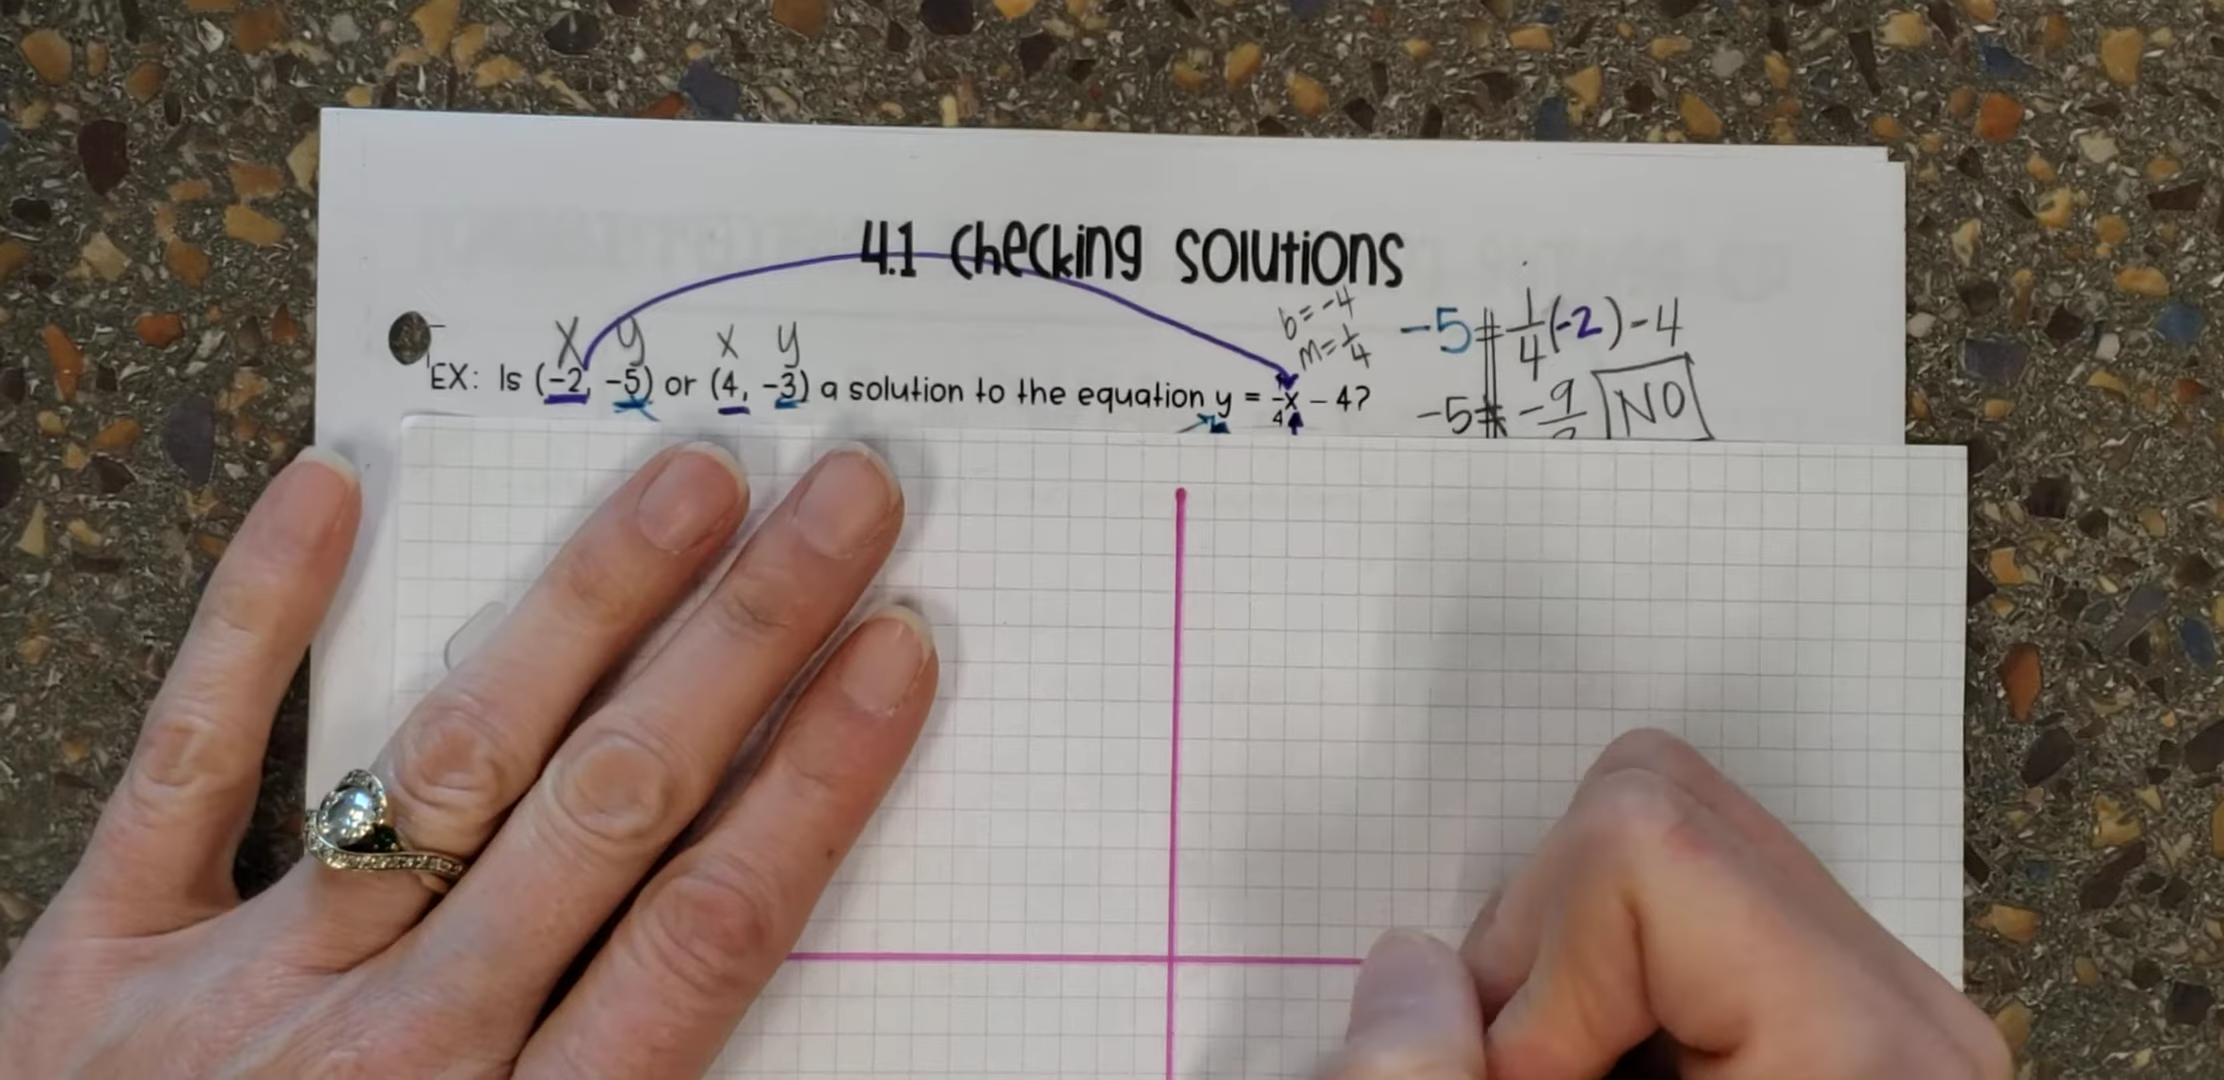 4.1 Checking Solutions
x y x y
b=-4
m=1/4
EX: Is (-2, -5) or (4, -3) a solution to the equation y = 1/4x - 4?
-5≠1/4(-2)-4
-5≠-9/2 NO